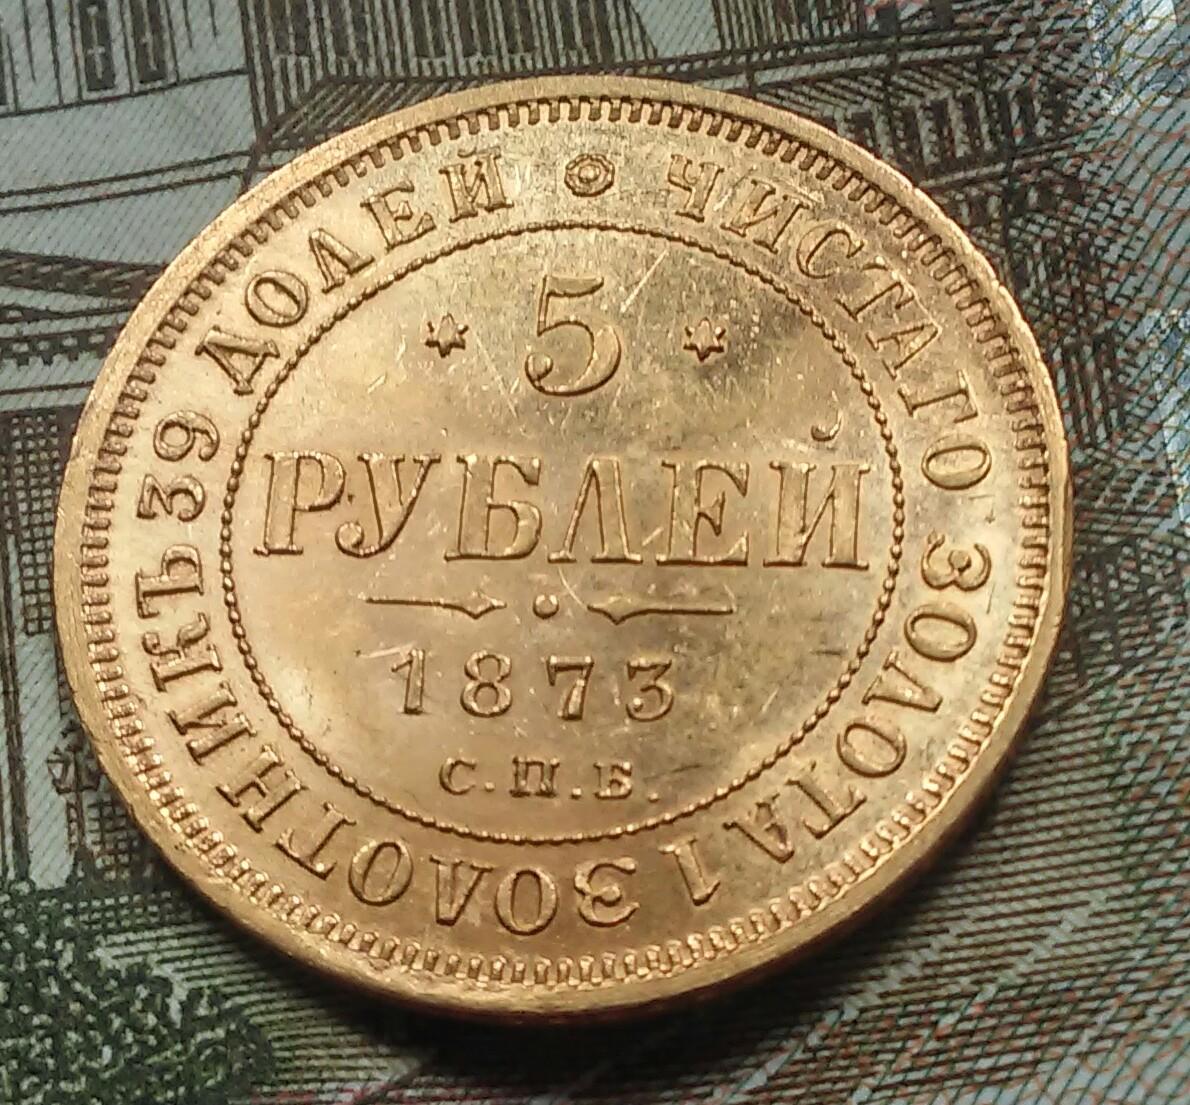 5
РУБЛЕЙ
1873
С.П.Б.
ЧИСТАГО ЗОЛОТА 1 ЗОЛОТНИКЪ 39 ДОЛЕЙ